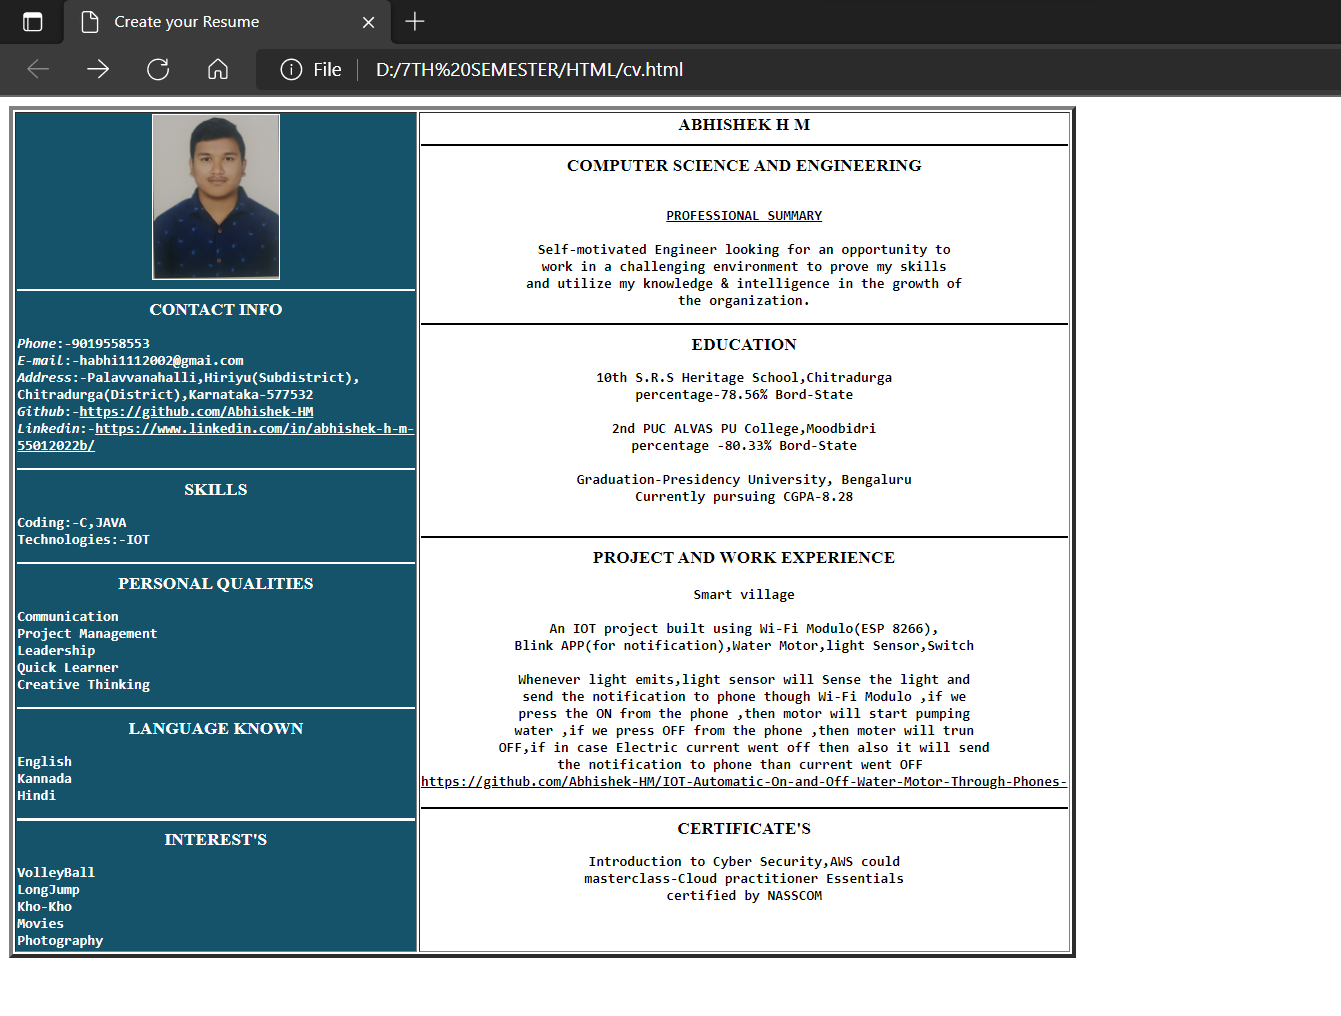 Create your Resume
File
D:/7TH%20SEMESTER/HTML/cv.html
CONTACT INFO
Phone:-9019558553
E-mail:-habhi1112002@gmai.com
Address:-Palavvanahalli,Hiriyu(Subdistrict),
Chitradurga(District),Karnataka-577532
Github:-https://github.com/Abhishek-HM
Linkedin:-https://www.linkedin.com/in/abhishek-h-m-
55012022b/
SKILLS
Coding:-C,JAVA
Technologies:-IOT
PERSONAL QUALITIES
Communication
Project Management
Leadership
Quick Learner
Creative Thinking
LANGUAGE KNOWN
English
Kannada
Hindi
INTEREST'S
VolleyBall
LongJump
Kho-Kho
Movies
Photography
ABHISHEK H M
COMPUTER SCIENCE AND ENGINEERING
PROFESSIONAL SUMMARY
Self-motivated Engineer looking for an opportunity to
work in a challenging environment to prove my skills
and utilize my knowledge & intelligence in the growth of
the organization.
EDUCATION
10th S.R.S Heritage School,Chitradurga
percentage-78.56% Bord-State
2nd PUC ALVAS PU College,Moodbidri
percentage -80.33% Bord-State
Graduation-Presidency University, Bengaluru
Currently pursuing CGPA-8.28
PROJECT AND WORK EXPERIENCE
Smart village
An IOT project built using Wi-Fi Modulo(ESP 8266),
Blink APP(for notification),Water Motor,light Sensor,Switch
Whenever light emits,light sensor will Sense the light and
send the notification to phone though Wi-Fi Modulo ,if we
press the ON from the phone ,then motor will start pumping
water ,if we press OFF from the phone ,then moter will trun
OFF,if in case Electric current went off then also it will send
the notification to phone than current went OFF
https://github.com/Abhishek-HM/IOT-Automatic-On-and-Off-Water-Motor-Through-Phones-
CERTIFICATE'S
Introduction to Cyber Security,AWS could
masterclass-Cloud practitioner Essentials
certified by NASSCOM